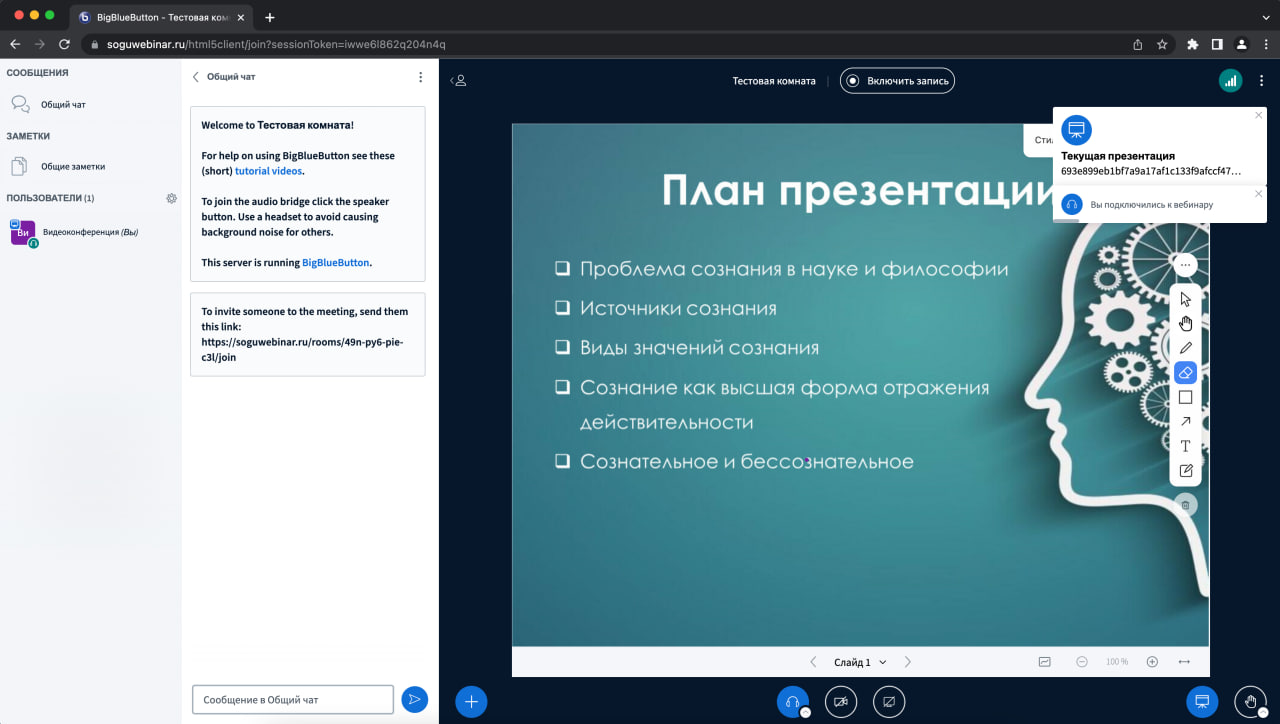 BigBlueButton - Тестовая ком
soguwebinar.ru/html5client/join?sessionToken=iwwe6l862q204n4q
СООБЩЕНИЯ
Общий чат
ЗАМЕТКИ
Общие заметки
ПОЛЬЗОВАТЕЛИ (1)
Ви
Видеоконференция (Вы)
Общий чат
Welcome to Тестовая комната!
For help on using BigBlueButton see these
(short) tutorial videos.
To join the audio bridge click the speaker
button. Use a headset to avoid causing
background noise for others.
This server is running BigBlueButton.
To invite someone to the meeting, send them
this link:
https://soguwebinar.ru/rooms/49n-py6-pie-
c3l/join
Сообщение в Общий чат
Тестовая комната
Включить запись
Текущая презентация
693e899eb1bf7a9a17af1c133f9afccf47...
Вы подключились к вебинару
План презентации
❑ Проблема сознания в науке и философии
❑ Источники сознания
❑ Виды значений сознания
❑ Сознание как высшая форма отражения
действительности
❑ Сознательное и бессознательное
T
Слайд 1
100 %